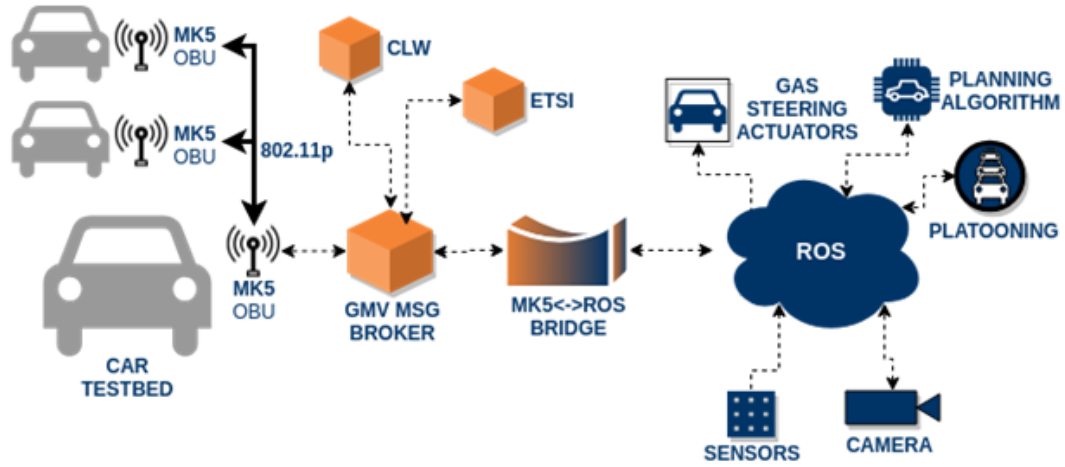 MK5
OBU
MK5
OBU
802.11p
MK5
OBU
CAR
TESTBED
CLW
ETSI
GMV MSG
BROKER
MK5<->ROS
BRIDGE
GAS
STEERING
ACTUATORS
PLANNING
ALGORITHM
PLATOONING
ROS
SENSORS
CAMERA